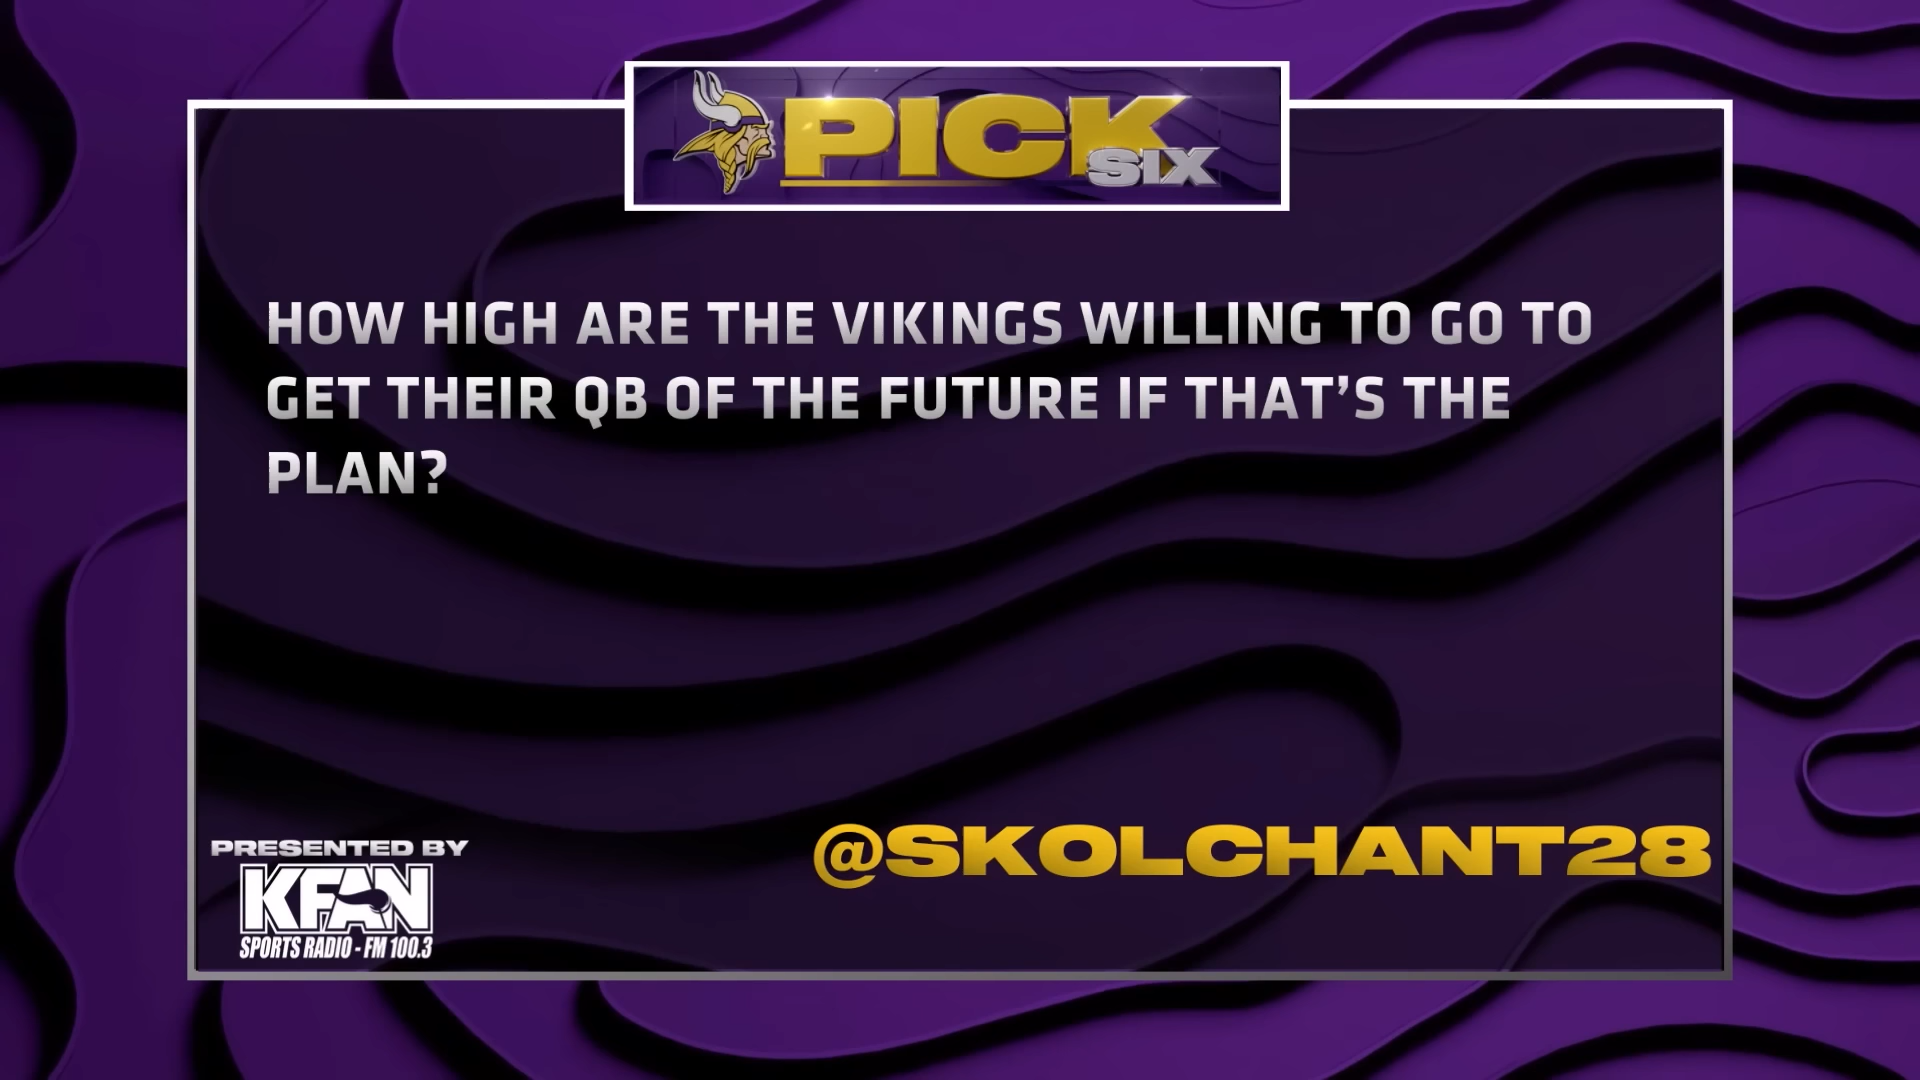 PICK
SIX
HOW HIGH ARE THE VIKINGS WILLING TO GO TO
GET THEIR QB OF THE FUTURE IF THAT'S THE
PLAN?
@SKOLCHANT28
PRESENTED BY
KFAN
SPORTS RADIO - FM 100.3